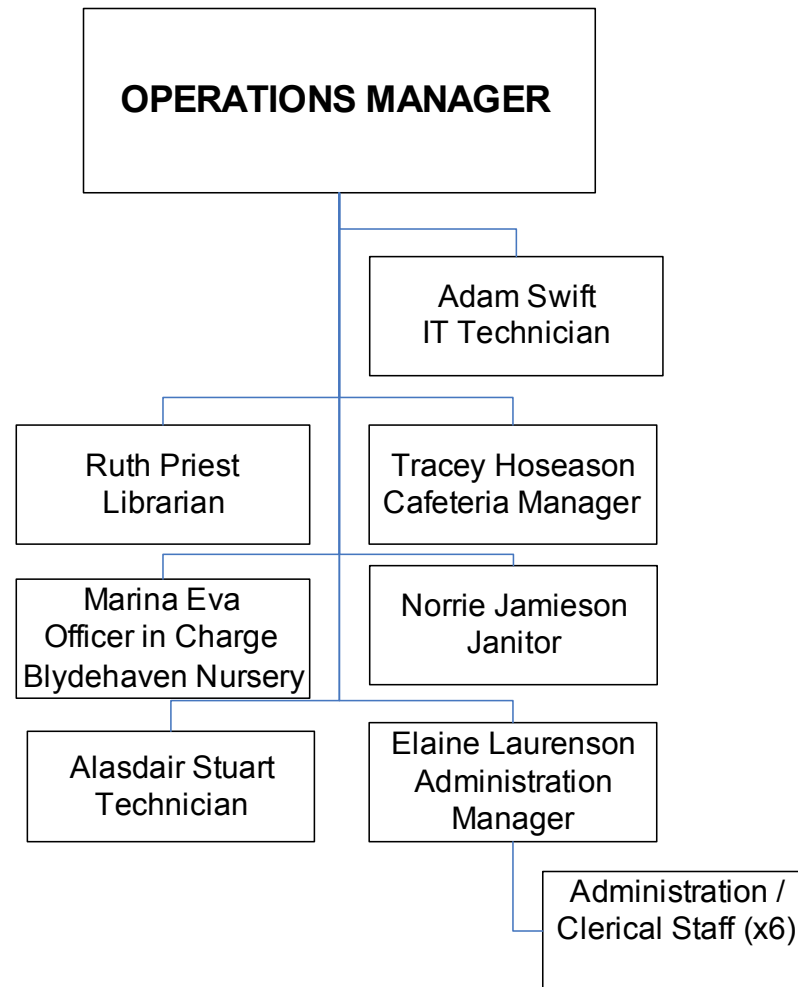 OPERATIONS MANAGER
Adam Swift
IT Technician
Ruth Priest
Librarian
Tracey Hoseason
Cafeteria Manager
Marina Eva
Officer in Charge
Blydehaven Nursery
Norrie Jamieson
Janitor
Alasdair Stuart
Technician
Elaine Laurenson
Administration
Manager
Administration /
Clerical Staff (x6)